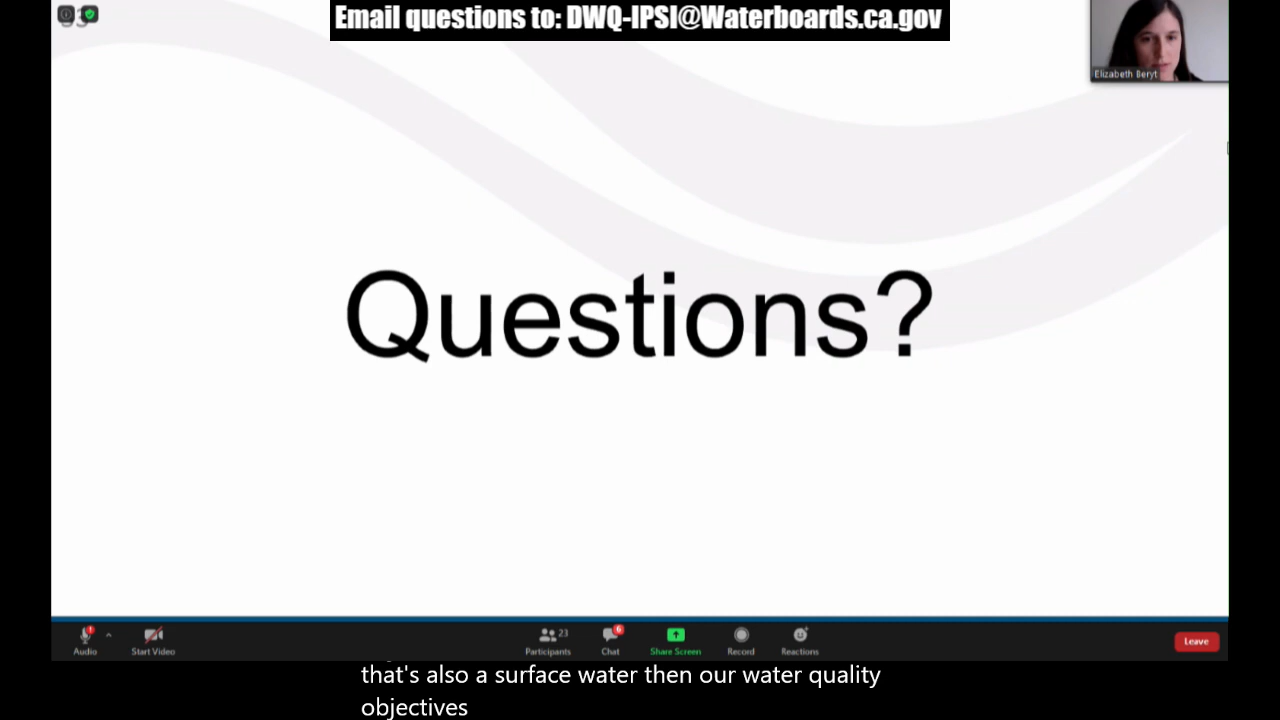 Email questions to: DWQ-IPSI@Waterboards.ca.gov
Elizabeth Beryt
Questions?
Audio
Start Video
Participants
23
Chat
6
Share Screen
Record
Reactions
Leave
that's also a surface water then our water quality
objectives